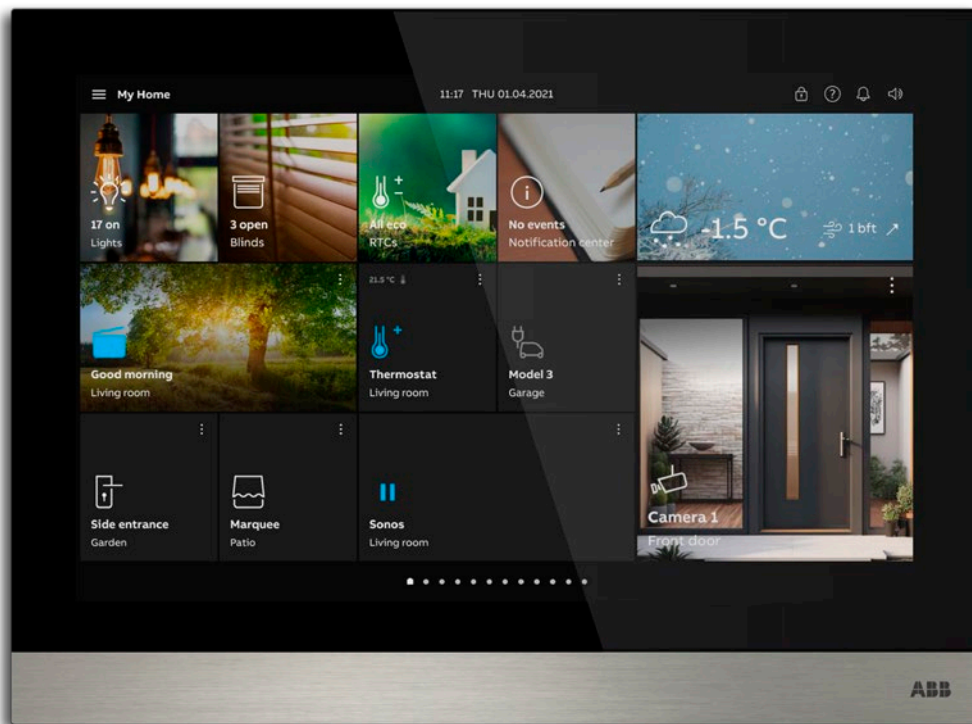 My Home
11:17 THU 01.04.2021
17 on
Lights
3 open
Blinds
All eco
RTCs
No events
Notification center
-1.5 °C
1 bft
Good morning
Living room
21.5 °C
Thermostat
Living room
Model 3
Garage
Camera 1
Front door
Side entrance
Garden
Marquee
Patio
Sonos
Living room
ABB